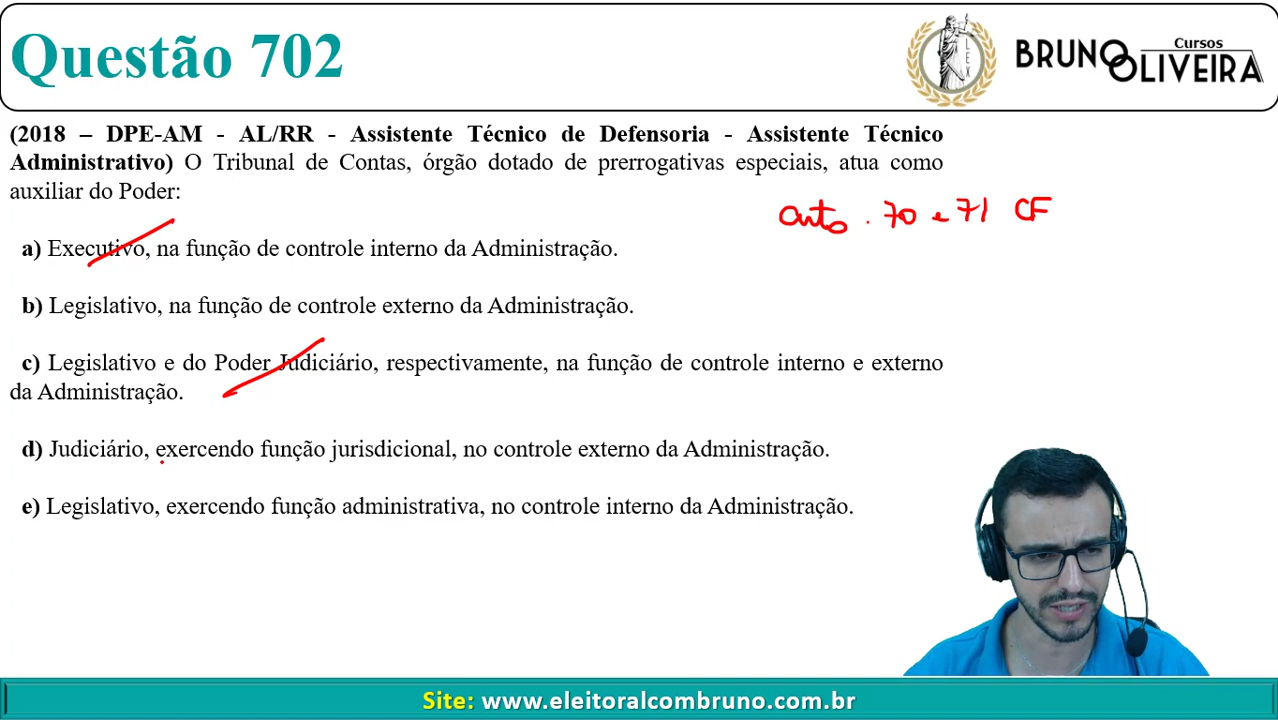 Questão 702
Cursos
BRUNO OLIVEIRA
LEX
(2018 – DPE-AM - AL/RR - Assistente Técnico de Defensoria - Assistente Técnico
Administrativo) O Tribunal de Contas, órgão dotado de prerrogativas especiais, atua como
auxiliar do Poder:
arts. 70 e 71 CF
a) Executivo, na função de controle interno da Administração.
b) Legislativo, na função de controle externo da Administração.
c) Legislativo e do Poder Judiciário, respectivamente, na função de controle interno e externo
da Administração.
d) Judiciário, exercendo função jurisdicional, no controle externo da Administração.
e) Legislativo, exercendo função administrativa, no controle interno da Administração.
Site: www.eleitoralcombruno.com.br